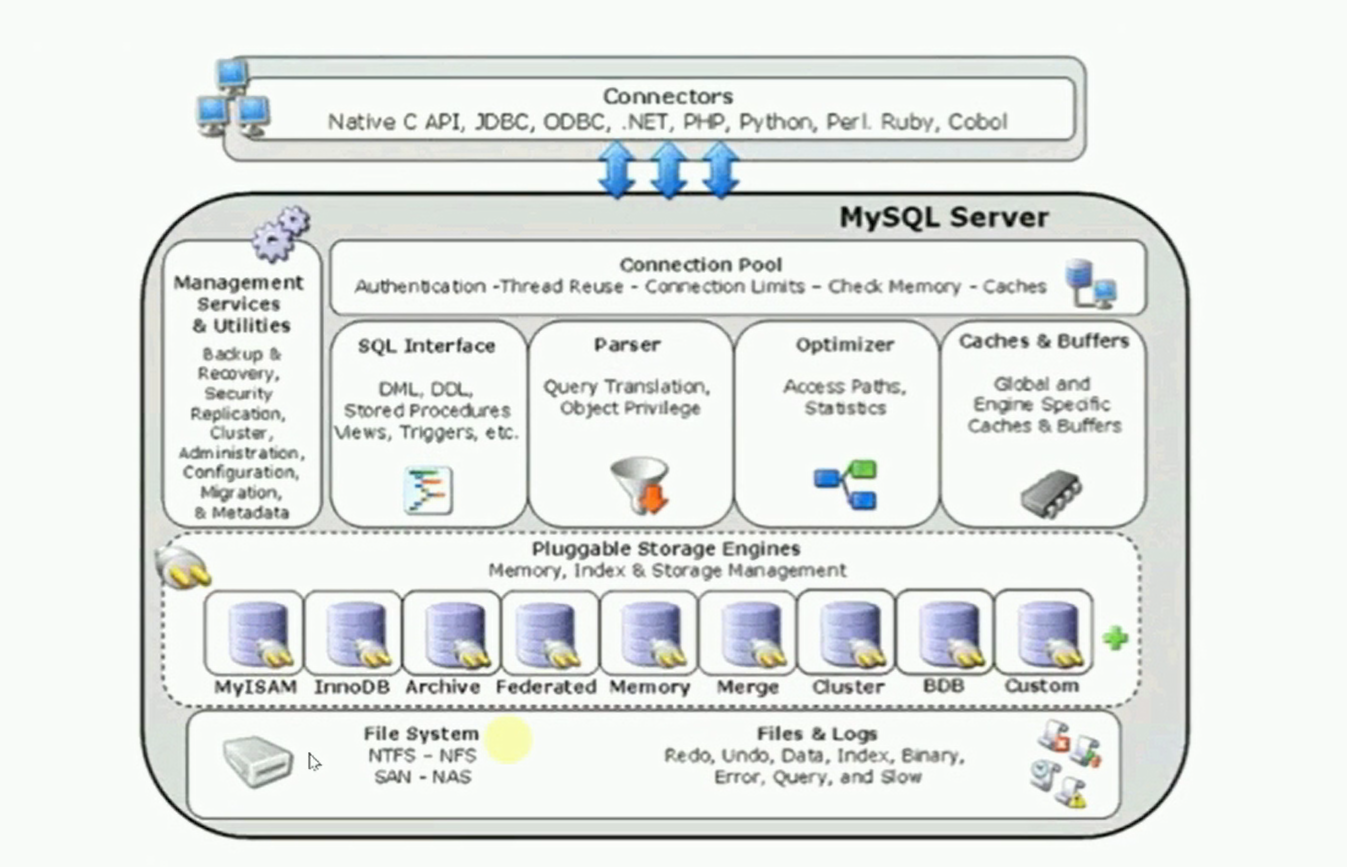 Connectors
Native C API, JDBC, ODBC, .NET, PHP, Python, Perl. Ruby, Cobol
MySQL Server
Management
Services
& Utilities
Backup &
Recovery,
Security
Replication,
Cluster,
Administration,
Configuration,
Migration,
& Metadata
Connection Pool
Authentication -Thread Reuse - Connection Limits – Check Memory - Caches
SQL Interface
DML, DDL,
Stored Procedures
Views, Triggers, etc.
Parser
Query Translation,
Object Privilege
Optimizer
Access Paths,
Statistics
Caches & Buffers
Global and
Engine Specific
Caches & Buffers
Pluggable Storage Engines
Memory, Index & Storage Management
MyISAM InnoDB Archive Federated Memory Merge Cluster BDB Custom
File System
NTFS – NFS
SAN - NAS
Files & Logs
Redo, Undo, Data, Index, Binary,
Error, Query, and Slow